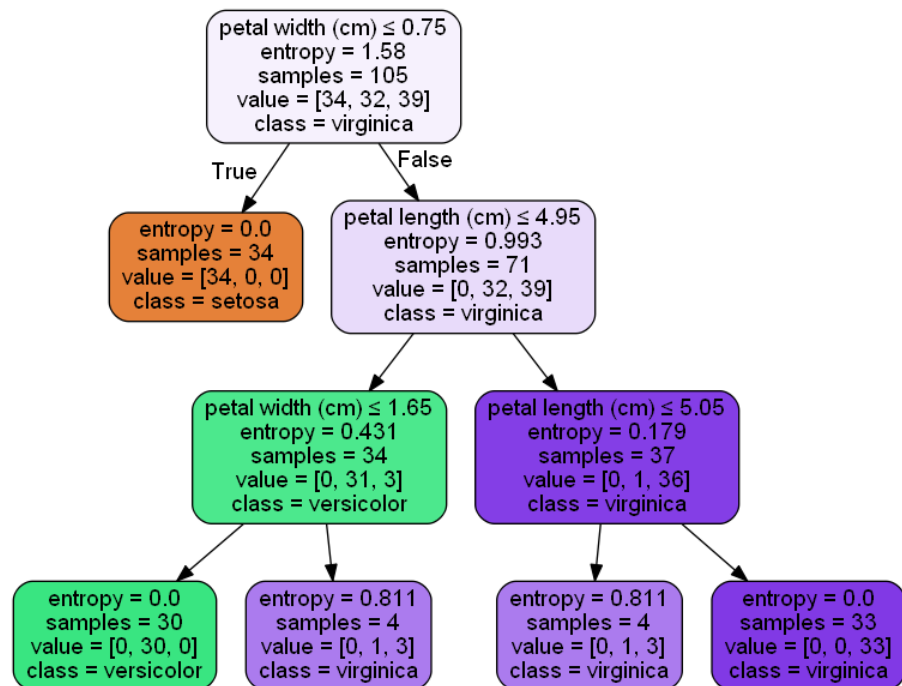 petal width (cm) ≤ 0.75
entropy = 1.58
samples = 105
value = [34, 32, 39]
class = virginica
True
False
entropy = 0.0
samples = 34
value = [34, 0, 0]
class = setosa
petal length (cm) ≤ 4.95
entropy = 0.993
samples = 71
value = [0, 32, 39]
class = virginica
petal width (cm) ≤ 1.65
entropy = 0.431
samples = 34
value = [0, 31, 3]
class = versicolor
petal length (cm) ≤ 5.05
entropy = 0.179
samples = 37
value = [0, 1, 36]
class = virginica
entropy = 0.0
samples = 30
value = [0, 30, 0]
class = versicolor
entropy = 0.811
samples = 4
value = [0, 1, 3]
class = virginica
entropy = 0.811
samples = 4
value = [0, 1, 3]
class = virginica
entropy = 0.0
samples = 33
value = [0, 0, 33]
class = virginica